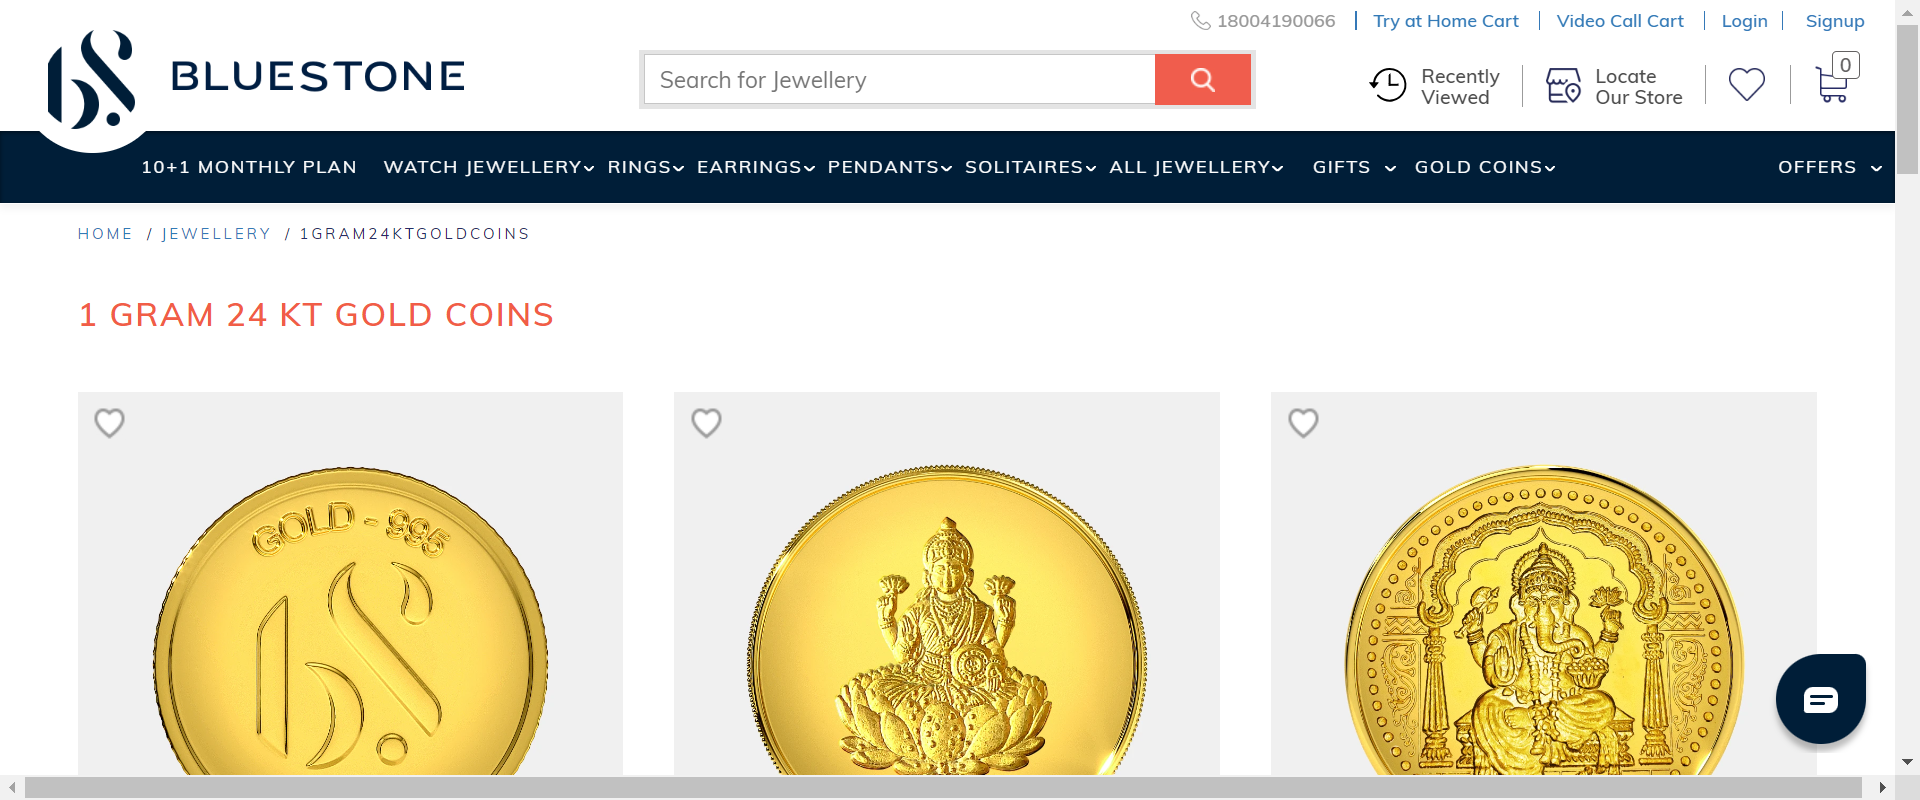 18004190066 Try at Home Cart Video Call Cart Login Signup
BLUESTONE
Search for Jewellery
Recently
Viewed
Locate
Our Store
0
10+1 MONTHLY PLAN WATCH JEWELLERY RINGS EARRINGS PENDANTS SOLITAIRES ALL JEWELLERY GIFTS GOLD COINS OFFERS
HOME / JEWELLERY / 1GRAM24KTGOLDCOINS
1 GRAM 24 KT GOLD COINS
GOLD - 995